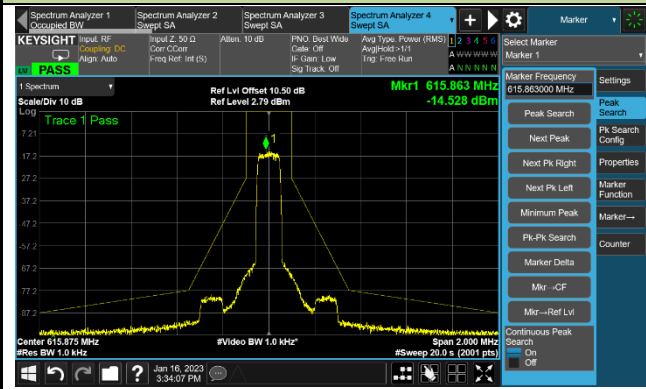 Spectrum Analyzer 1
Occupied BW
Spectrum Analyzer 2
Swept SA
Spectrum Analyzer 3
Swept SA
Spectrum Analyzer 4
Swept SA
Marker
KEYSIGHT
Input: RF
Coupling: DC
Align: Auto
Input Z: 50 Ω
Corr CCorr
Freq Ref: Int (S)
Atten: 10 dB
PNO: Best Wide
Gate: Off
IF Gain: Low
Sig Track: Off
Avg Type: Power (RMS)
Avg|Hold:>1/1
Trig: Free Run
1 2 3 4 5 6
A W W W W W
A N N N N N
LXI PASS
Select Marker
Marker 1
1 Spectrum
Scale/Div 10 dB
Ref Lvl Offset 10.50 dB
Ref Level 2.79 dBm
Mkr1 615.863 MHz
-14.528 dBm
Log
Trace 1 Pass
1
-7.21
-17.2
-27.2
-37.2
-47.2
-57.2
-67.2
-77.2
-87.2
Center 615.875 MHz
#Res BW 1.0 kHz
#Video BW 1.0 kHz*
Span 2.000 MHz
#Sweep 20.0 s (2001 pts)
Marker Frequency
615.863000 MHz
Peak Search
Next Peak
Next Pk Right
Next Pk Left
Minimum Peak
Pk-Pk Search
Marker Delta
Mkr→CF
Mkr→Ref Lvl
Continuous Peak
Search
On
Off
Settings
Peak
Search
Pk Search
Config
Properties
Marker
Function
Marker→
Counter
?
Jan 16, 2023
3:34:07 PM